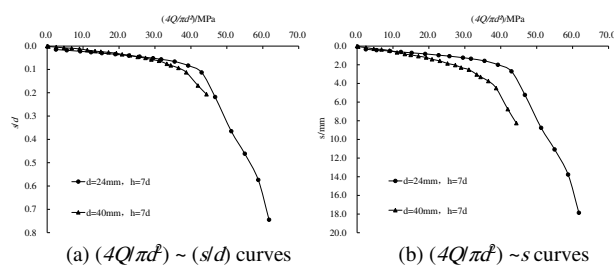 (4Q/πd²)/MPa
0.0 10.0 20.0 30.0 40.0 50.0 60.0 70.0
0.0
0.1
0.2
0.3
0.4
0.5
0.6
0.7
0.8
s/d
d=24mm，h=7d
d=40mm，h=7d
(a) (4Q/πd²) ~ (s/d) curves
(4Q/πd²)/MPa
0.0 10.0 20.0 30.0 40.0 50.0 60.0 70.0
0.0
2.0
4.0
6.0
8.0
10.0
12.0
14.0
16.0
18.0
20.0
s/mm
d=24mm，h=7d
d=40mm，h=7d
(b) (4Q/πd²) ~s curves